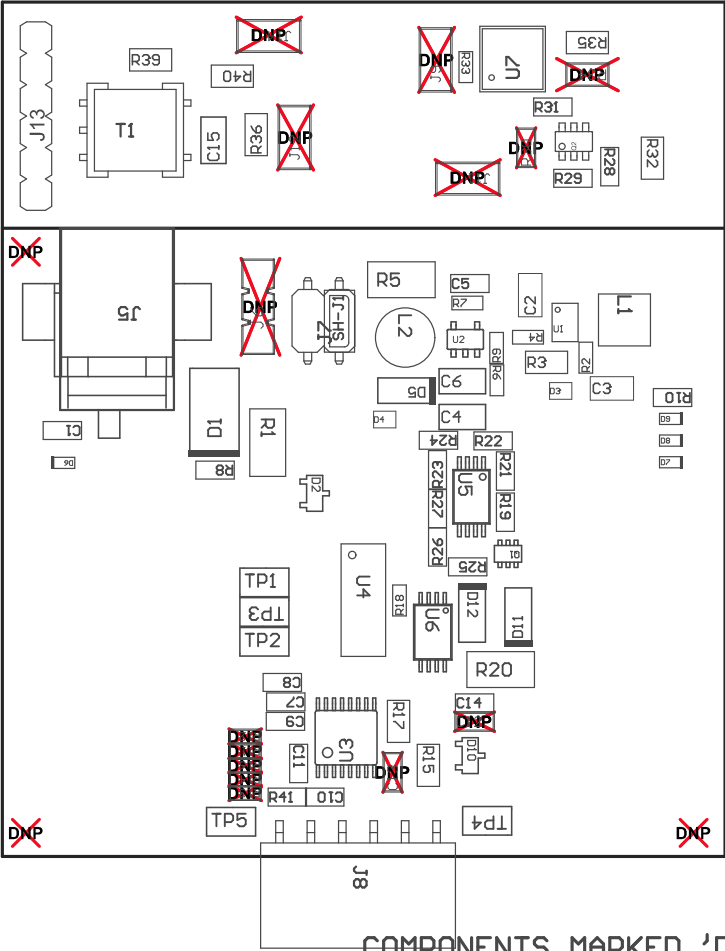 DNP
DNP
R35
R39
R33
U7
R40
DNP
J13
R31
T1
C15
R36
DNP
DNP
Q2
R28
R32
DNP
R29
DNP
J5
R5
C5
C2
R7
DNP
SH-J1
J7
L2
U1
L1
U2
R4
R9
R3
R2
R6
C6
D5
D3
C3
R10
D4
C4
D9
C1
D1
R1
R24
R22
D8
D6
R8
D2
R23
U5
R21
D7
R27
R19
R26
Q1
TP1
U4
R25
TP3
R18
U6
D12
D11
TP2
R20
C8
C7
C14
C9
R17
DNP
DNP
DNP
DNP
DNP
DNP
C11
U3
DNP
R15
D10
R41
C10
TP5
TP4
DNP
DNP
J8
COMPONENTS MARKED 'D